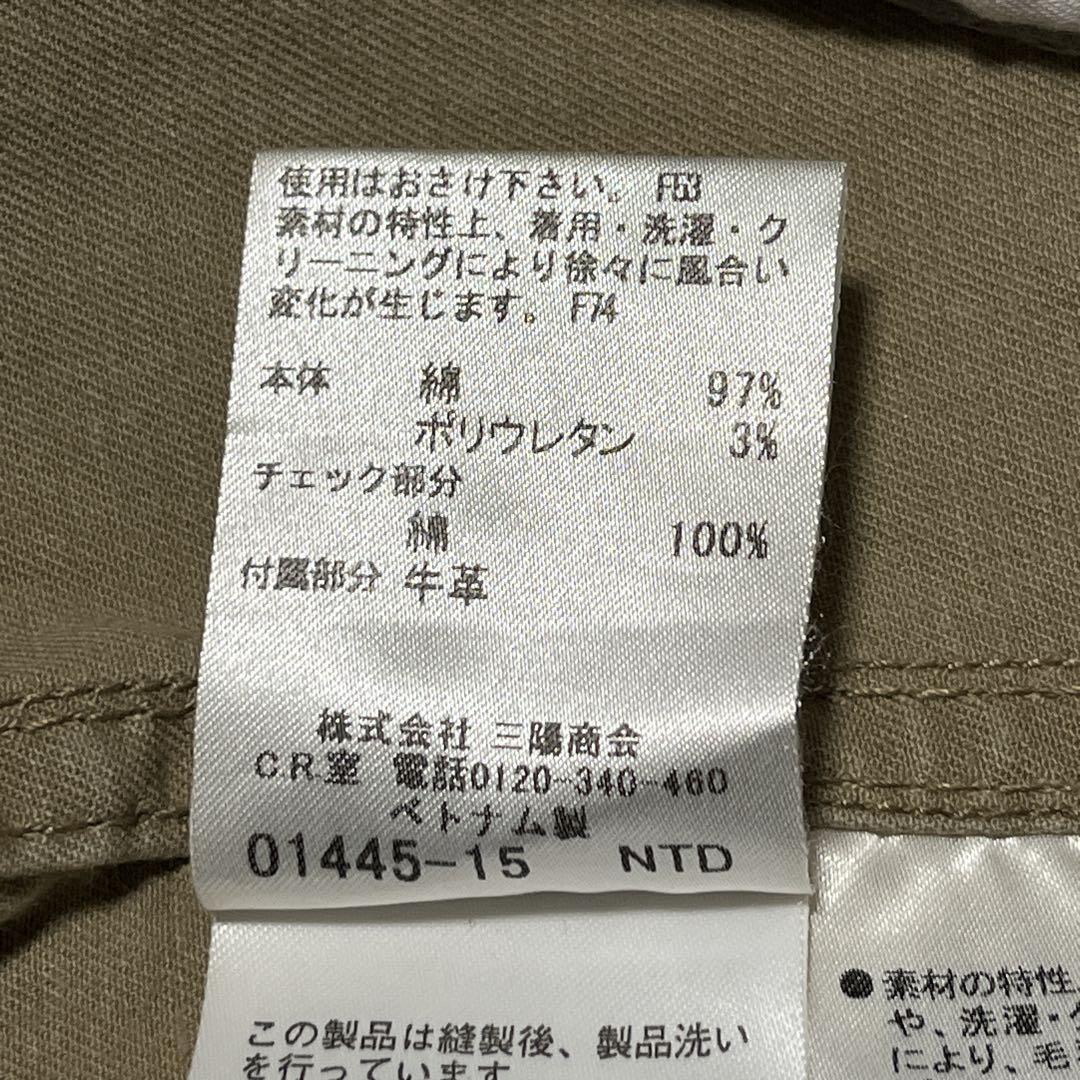 使用はおさけ下さい。 F53
素材の特性上、着用・洗濯・ク
リーニングにより徐々に風合い
変化が生じます。 F74
本体 綿 97%
ポリウレタン 3%
チェック部分
綿 100%
付属部分 牛革
株式会社 三陽商会
C.R.室 電話0120-340-460
ベトナム製
01445-15 NTD
この製品は縫製後、製品洗い
を行っています
●素材の特性
や、洗濯・
により、毛